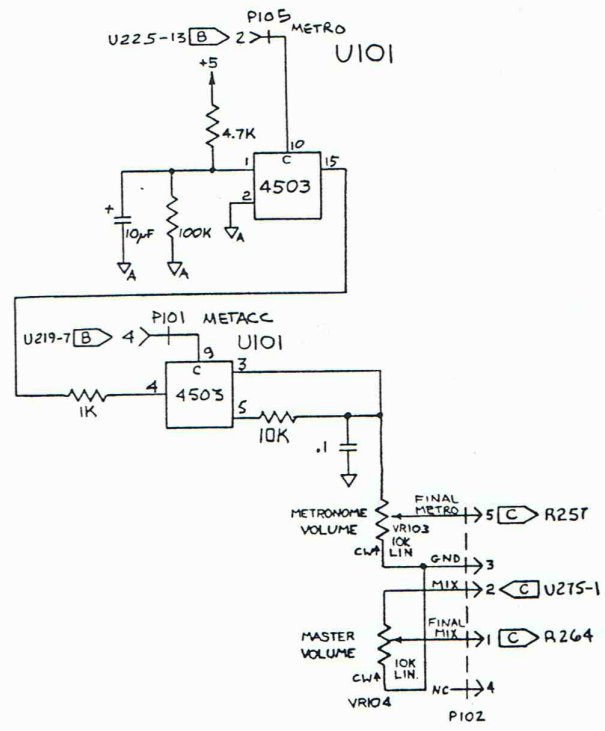 P105
U225-13 B 2 METRO
U101
+5
4.7K
10
C
1 15
4503
2
+
10µF 100K
A
A A
P101 METACC
U219-7 B 4 U101
9
C
3
4
4503
1K
5
10K
.1
METRONOME VOLUME
FINAL METRO
VR103
10K
LIN
CW
5 C R257
GND 3
MIX 2 C U275-1
MASTER VOLUME
FINAL MIX
1 C R264
10K
LIN.
CW
NC 4
VR104
P102